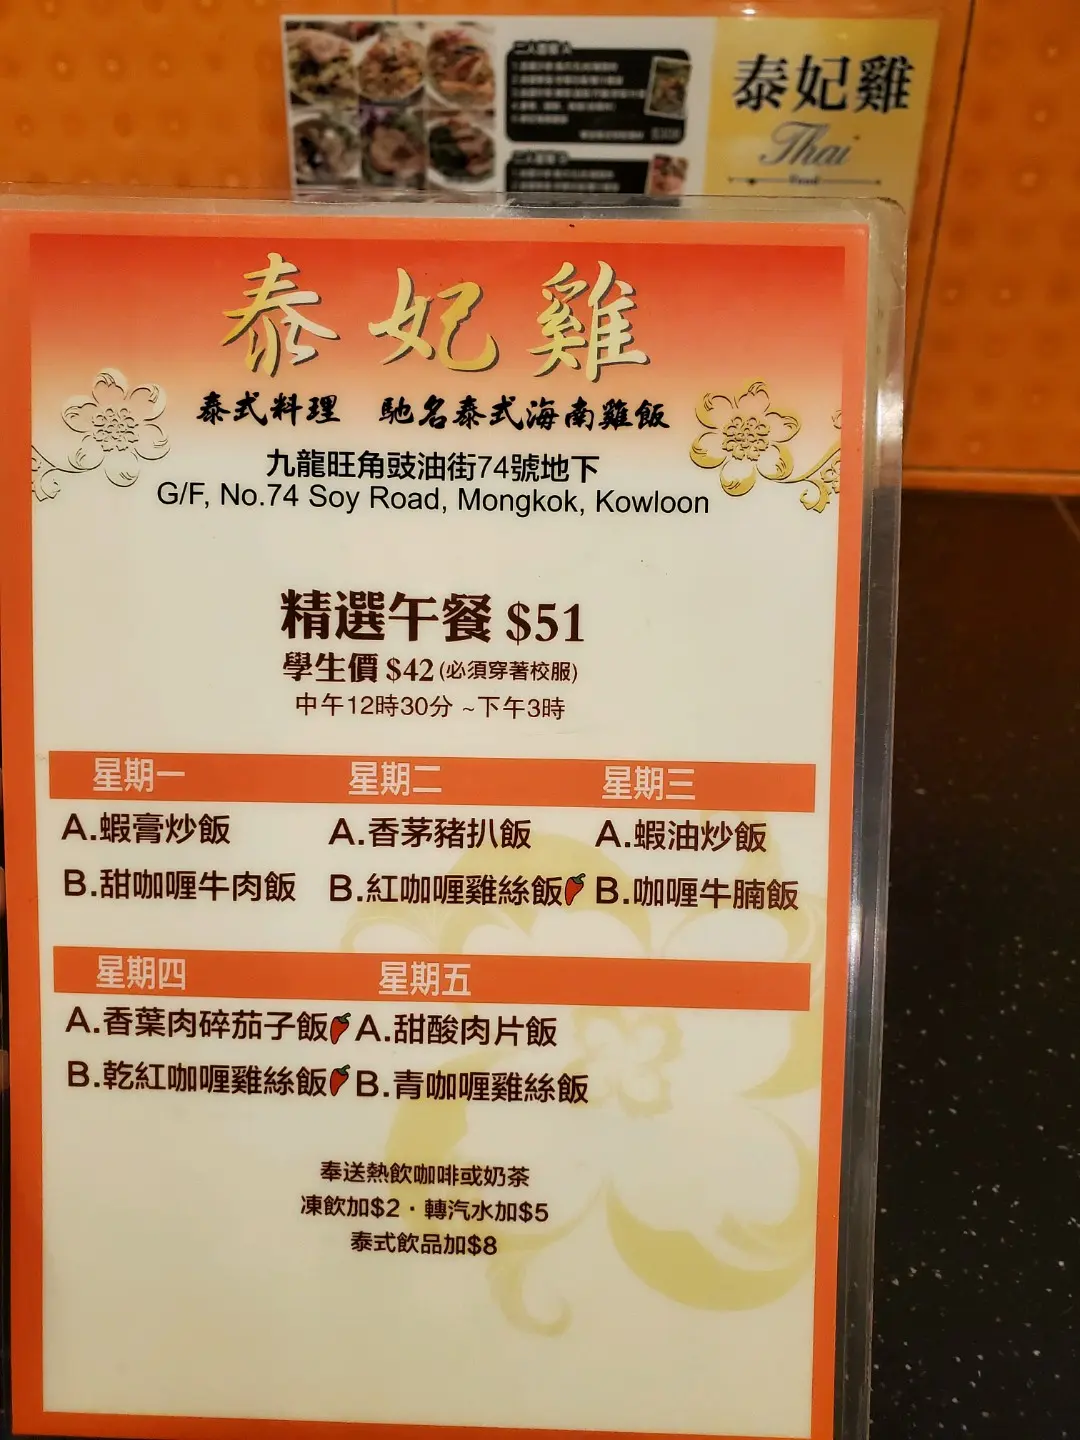 泰妃雞
Thai
泰妃雞
泰式料理 馳名泰式海南雞飯
九龍旺角豉油街74號地下
G/F, No.74 Soy Road, Mongkok, Kowloon
精選午餐 $51
學生價 $42 (必須穿著校服)
中午12時30分 ~下午3時
星期一 星期二 星期三
A.蝦膏炒飯 A.香茅豬扒飯 A.蝦油炒飯
B.甜咖喱牛肉飯 B.紅咖喱雞絲飯 B.咖喱牛腩飯
星期四 星期五
A.香葉肉碎茄子飯 A.甜酸肉片飯
B.乾紅咖喱雞絲飯 B.青咖喱雞絲飯
奉送熱飲咖啡或奶茶
凍飲加$2·轉汽水加$5
泰式飲品加$8